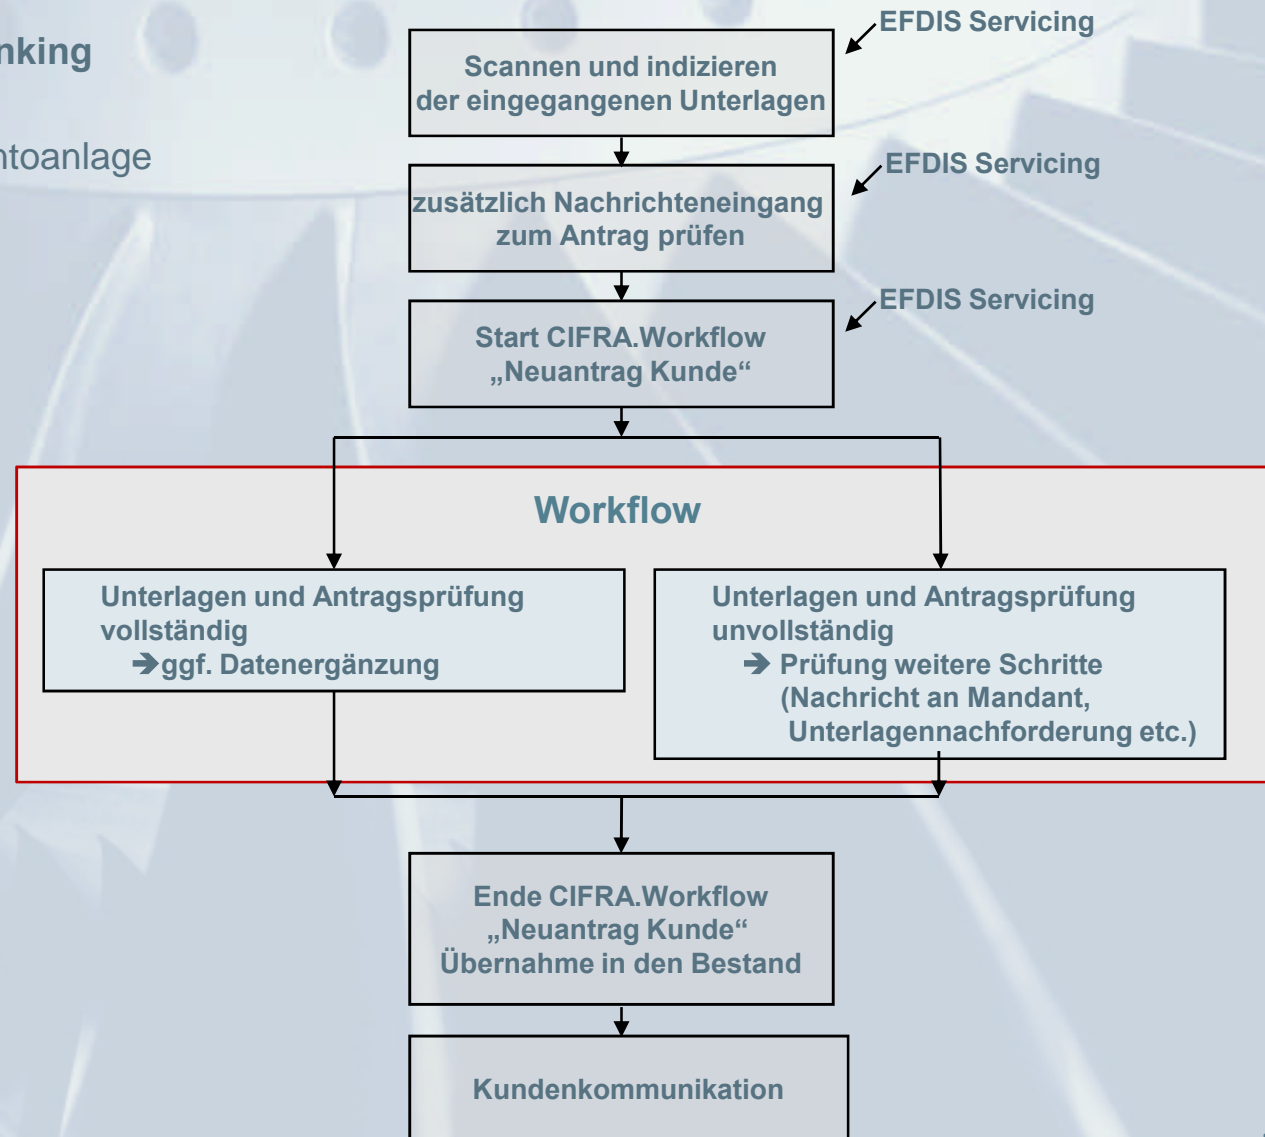 nking
ntoanlage
EFDIS Servicing
Scannen und indizieren
der eingegangenen Unterlagen
EFDIS Servicing
zusätzlich Nachrichteneingang
zum Antrag prüfen
EFDIS Servicing
Start CIFRA.Workflow
„Neuantrag Kunde“
Workflow
Unterlagen und Antragsprüfung
vollständig
➔ggf. Datenergänzung
Unterlagen und Antragsprüfung
unvollständig
➔ Prüfung weitere Schritte
(Nachricht an Mandant,
Unterlagennachforderung etc.)
Ende CIFRA.Workflow
„Neuantrag Kunde“
Übernahme in den Bestand
Kundenkommunikation